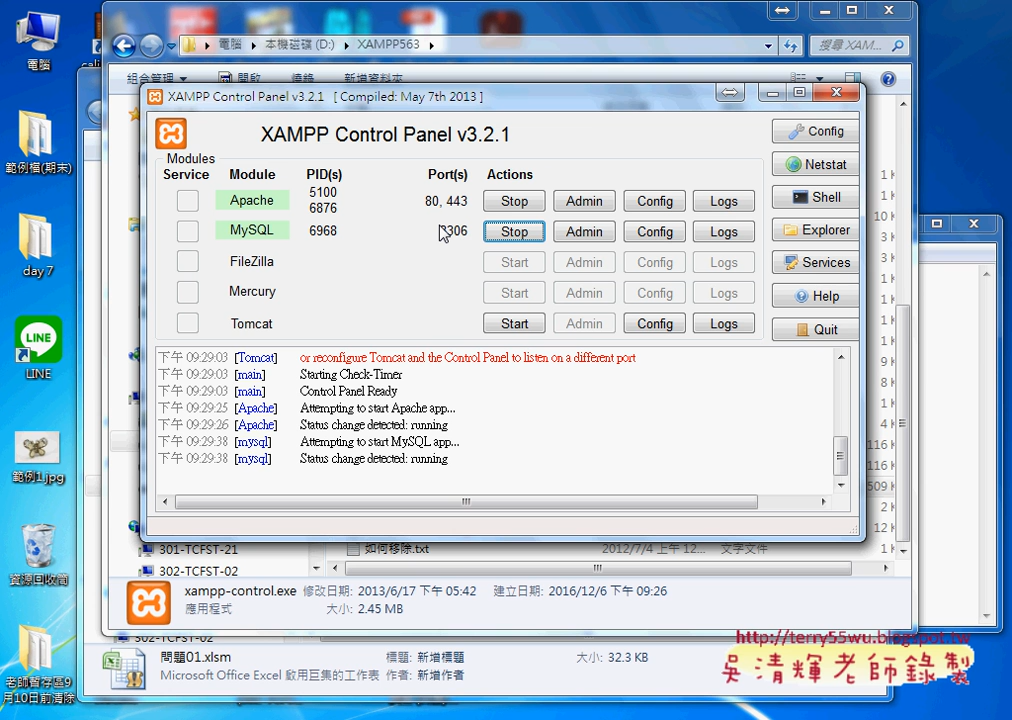 電腦
範例檔(期末)
day 7
LINE
範例1.jpg
資源回收筒
老師暫存區9
月10日前清除
電腦 本機磁碟 (D:) XAMPP563
搜尋 XAM...
組合管理 開啟 燒錄 新增資料夾
XAMPP Control Panel v3.2.1 [ Compiled: May 7th 2013 ]
XAMPP Control Panel v3.2.1
Modules
Service Module PID(s) Port(s) Actions
Apache 5100 6876 80, 443 Stop Admin Config Logs
MySQL 6968 3306 Stop Admin Config Logs
FileZilla Start Admin Config Logs
Mercury Start Admin Config Logs
Tomcat Start Admin Config Logs
Config
Netstat
Shell
Explorer
Services
Help
Quit
下午 09:29:03 [Tomcat] or reconfigure Tomcat and the Control Panel to listen on a different port
下午 09:29:03 [main] Starting Check-Timer
下午 09:29:03 [main] Control Panel Ready
下午 09:29:25 [Apache] Attempting to start Apache app...
下午 09:29:26 [Apache] Status change detected: running
下午 09:29:38 [mysql] Attempting to start MySQL app...
下午 09:29:38 [mysql] Status change detected: running
301-TCFST-21 如何移除.txt 2012/7/4 上午 12... 文字文件
302-TCFST-02
xampp-control.exe 修改日期: 2013/6/17 下午 05:42 建立日期: 2016/12/6 下午 09:26
應用程式 大小: 2.45 MB
302-TCFST-02
問題01.xlsm 標題: 新增標題 大小: 32.3 KB
Microsoft Office Excel 啟用巨集的工作表 作者: 新增作者
http://terry55wu.blogspot.tw
吳清輝老師錄製